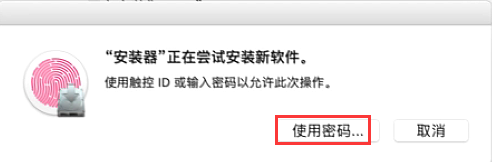 “安装器”正在尝试安装新软件。
使用触控 ID 或输入密码以允许此次操作。
使用密码... 取消